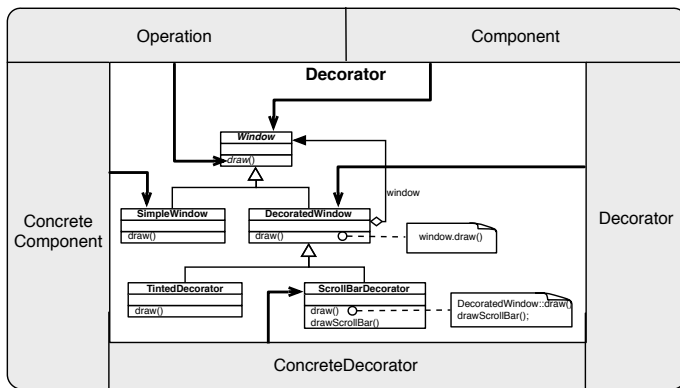 Operation
Component
Decorator
Window
draw()
window
Concrete
Component
SimpleWindow
draw()
DecoratedWindow
draw()
window.draw()
Decorator
TintedDecorator
draw()
ScrollBarDecorator
draw()
drawScrollBar()
DecoratedWindow::draw()
drawScrollBar();
ConcreteDecorator